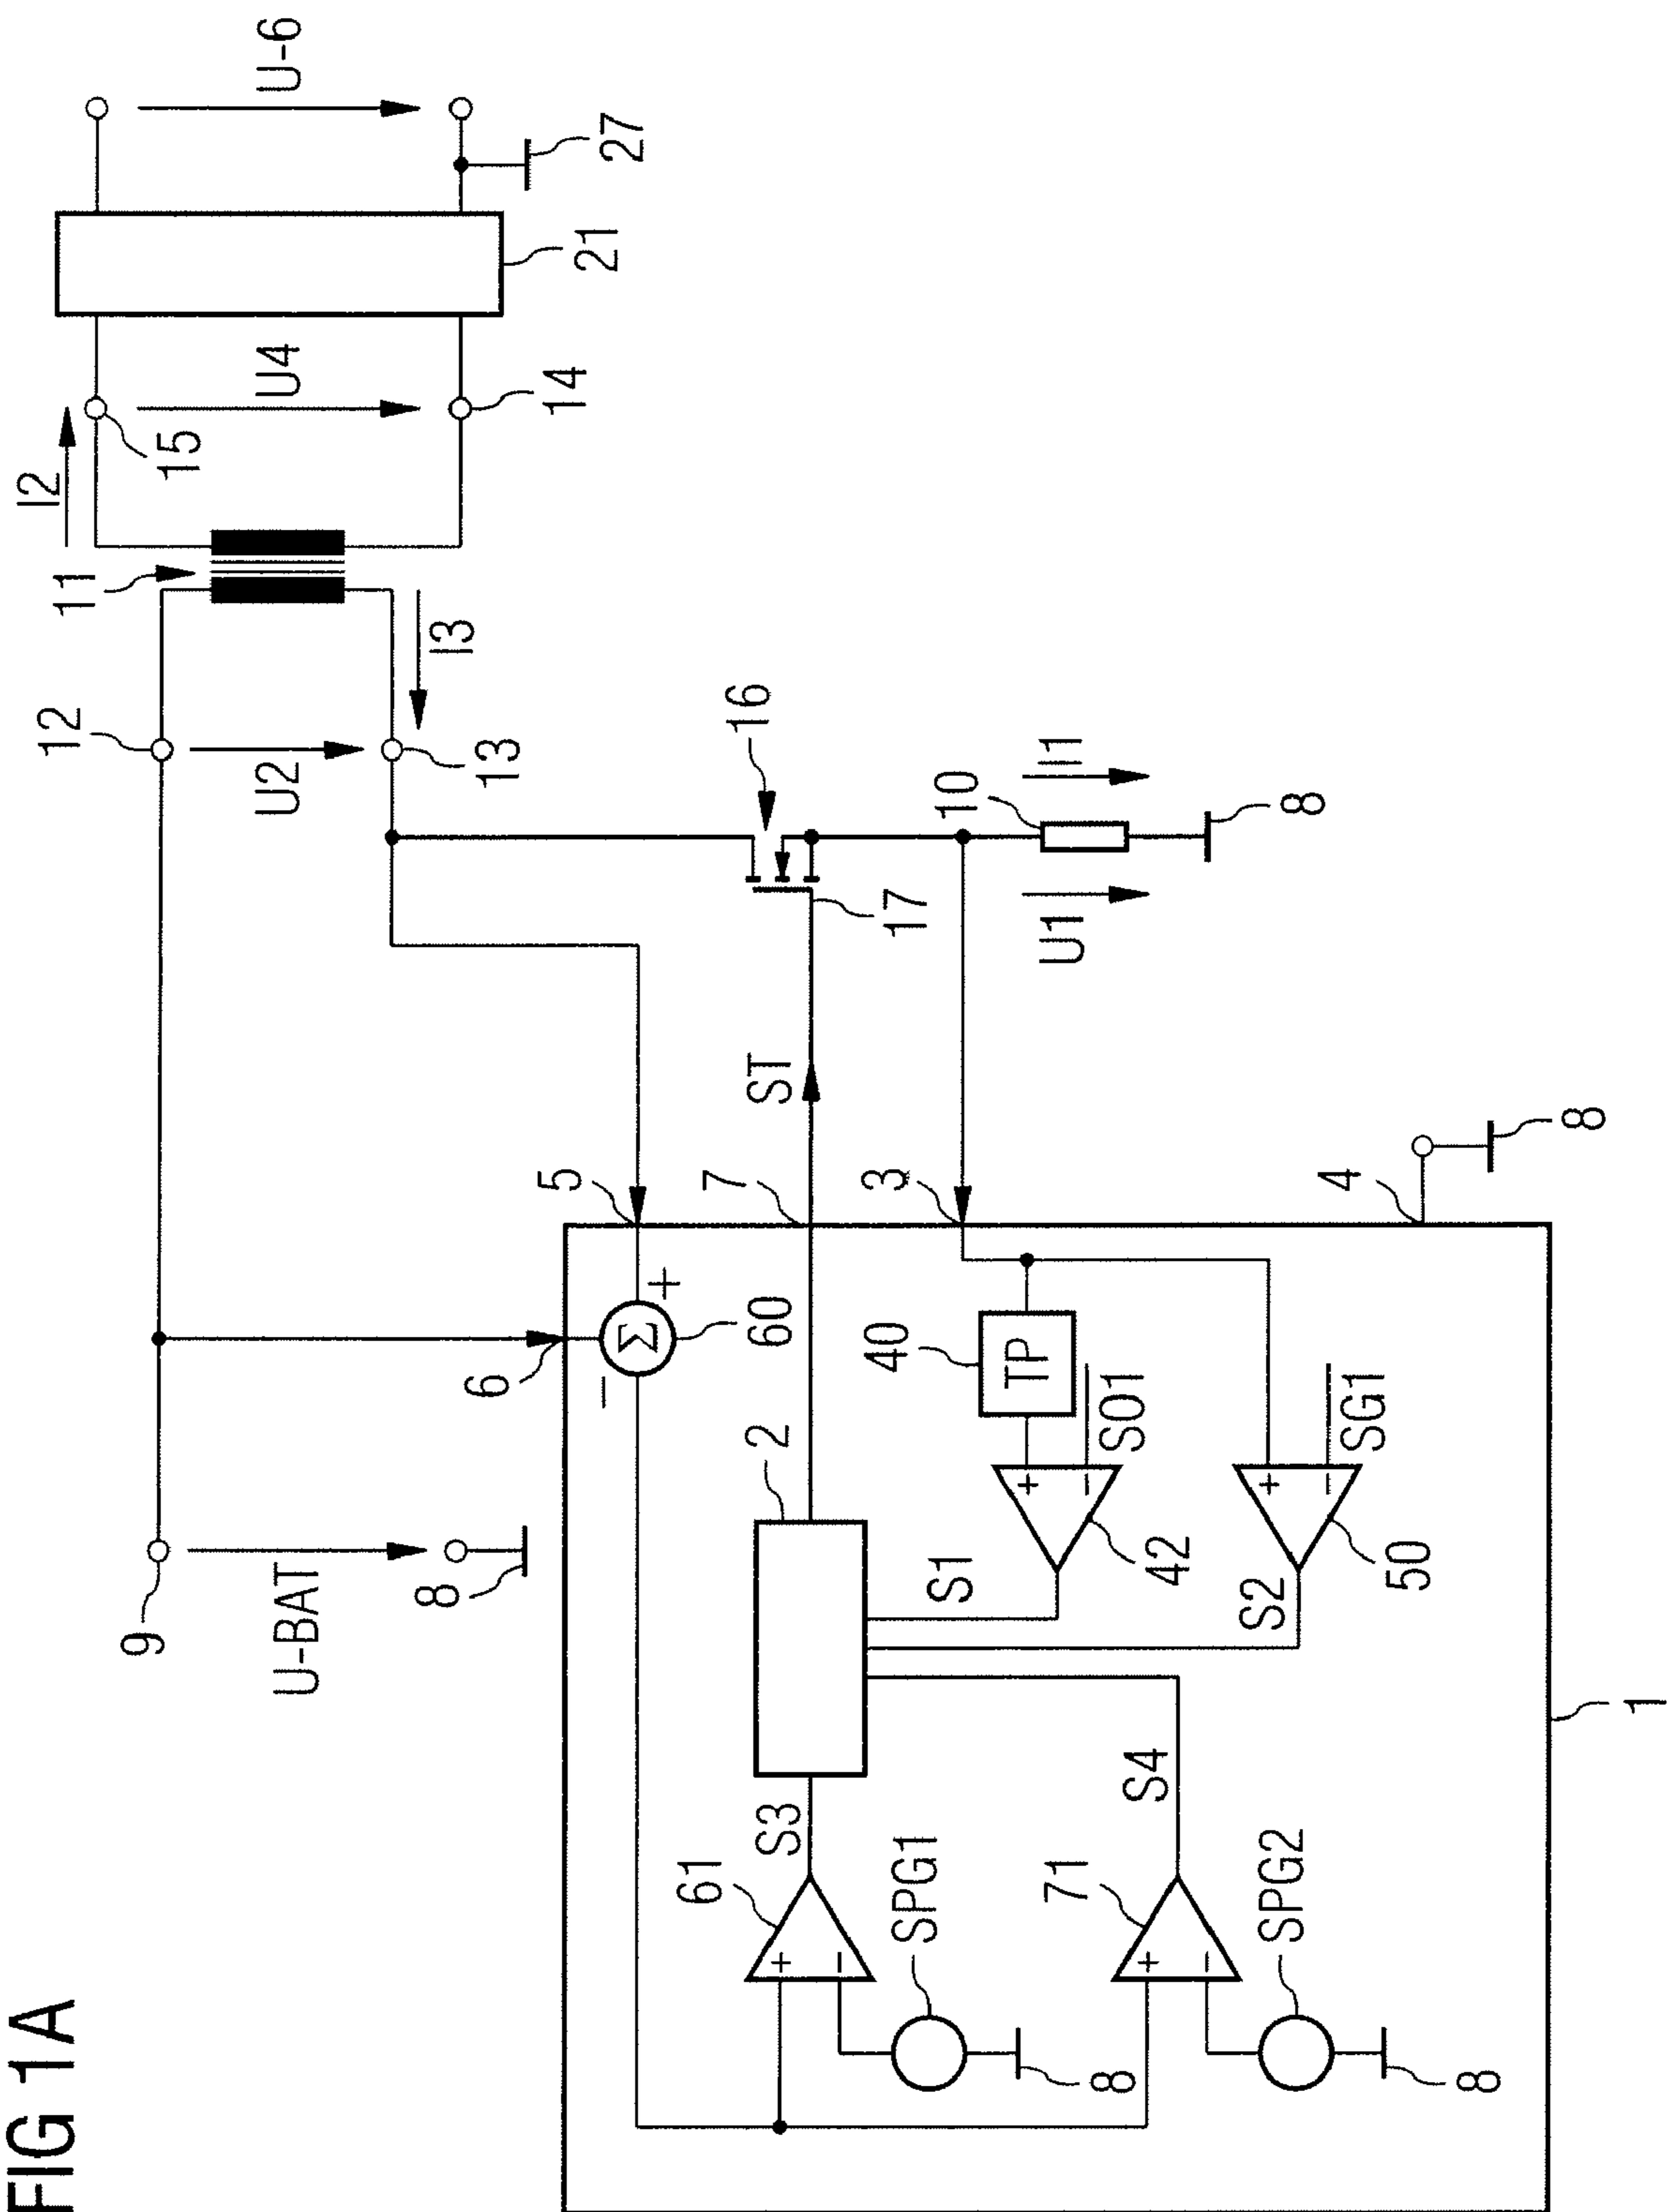 FIG 1A
I2
12
11
9
15
U-BAT
U2
U4
U-6
8
I3
6
13
5
14
21
27
−
Σ
+
61
7
16
2
60
ST
S3
+
−
40
3
17
SPG1
S1
10
TP
+
−
U1
I1
71
8
SO1
S4
+
−
42
S2
+
−
SPG2
8
4
SG1
50
8
8
1